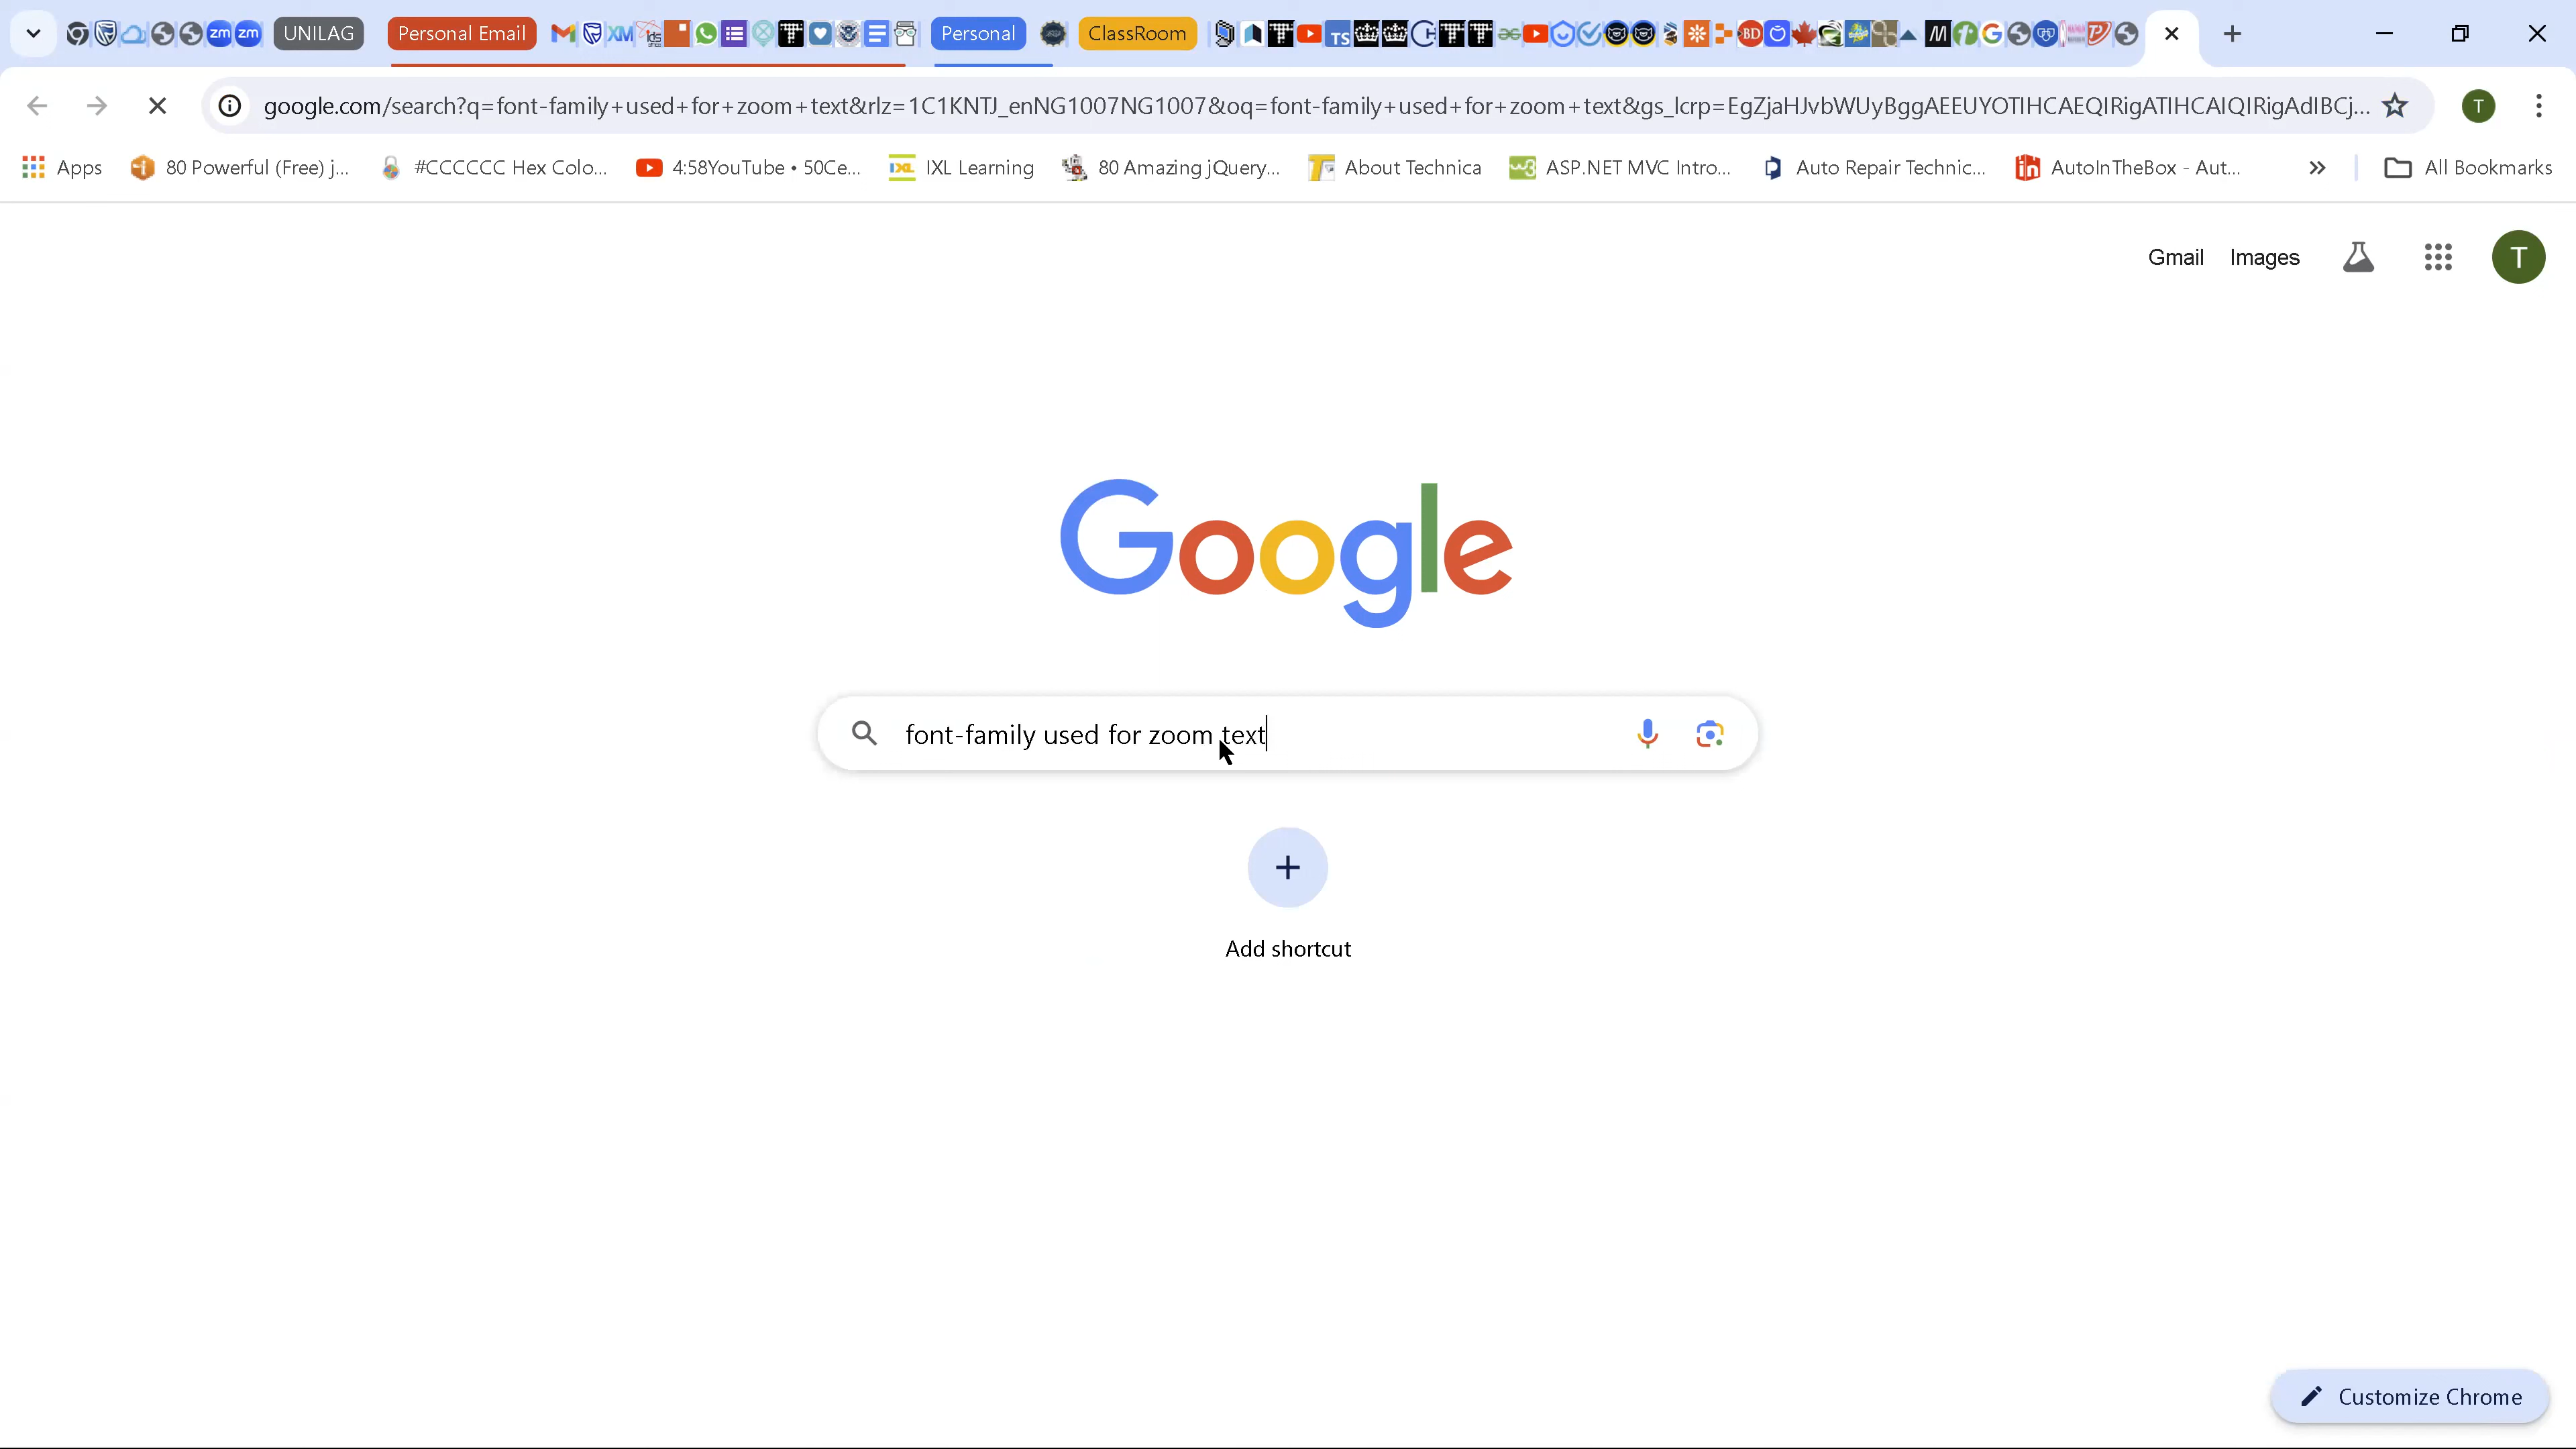 UNILAG Personal Email Personal ClassRoom
google.com/search?q=font-family+used+for+zoom+text&rlz=1C1KNTJ_enNG1007NG1007&oq=font-family+used+for+zoom+text&gs_lcrp=EgZjaHJvbWUyBggAEEUYOTIHCAEQIRigATIHCAIQIRigAdIBCj... T
Apps 80 Powerful (Free) j... #CCCCCC Hex Colo... 4:58YouTube • 50Ce... IXL Learning 80 Amazing jQuery... About Technica ASP.NET MVC Intro... Auto Repair Technic... AutoInTheBox - Aut... All Bookmarks
Gmail Images T
Google
font-family used for zoom text
Add shortcut
Customize Chrome